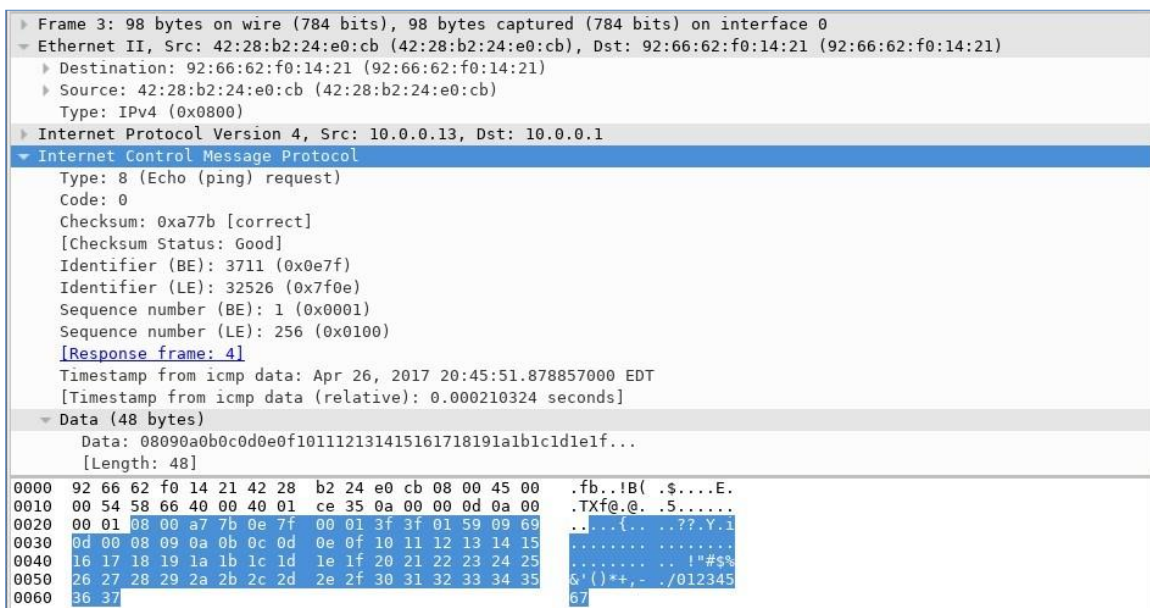 Frame 3: 98 bytes on wire (784 bits), 98 bytes captured (784 bits) on interface 0
Ethernet II, Src: 42:28:b2:24:e0:cb (42:28:b2:24:e0:cb), Dst: 92:66:62:f0:14:21 (92:66:62:f0:14:21)
Destination: 92:66:62:f0:14:21 (92:66:62:f0:14:21)
Source: 42:28:b2:24:e0:cb (42:28:b2:24:e0:cb)
Type: IPv4 (0x0800)
Internet Protocol Version 4, Src: 10.0.0.13, Dst: 10.0.0.1
Internet Control Message Protocol
Type: 8 (Echo (ping) request)
Code: 0
Checksum: 0xa77b [correct]
[Checksum Status: Good]
Identifier (BE): 3711 (0x0e7f)
Identifier (LE): 32526 (0x7f0e)
Sequence number (BE): 1 (0x0001)
Sequence number (LE): 256 (0x0100)
[Response frame: 4]
Timestamp from icmp data: Apr 26, 2017 20:45:51.878857000 EDT
[Timestamp from icmp data (relative): 0.000210324 seconds]
Data (48 bytes)
Data: 08090a0b0c0d0e0f101112131415161718191a1b1c1d1e1f...
[Length: 48]
0000 92 66 62 f0 14 21 42 28 b2 24 e0 cb 08 00 45 00 .fb..!B( .$....E.
0010 00 54 58 66 40 00 40 01 ce 35 0a 00 00 0d 0a 00 .TXf@.@. .5......
0020 00 01 08 00 a7 7b 0e 7f 00 01 3f 3f 01 59 09 69 .....{.. ..??.Y.i
0030 0d 00 08 09 0a 0b 0c 0d 0e 0f 10 11 12 13 14 15 ........ ........
0040 16 17 18 19 1a 1b 1c 1d 1e 1f 20 21 22 23 24 25 ........ .. !"#$%
0050 26 27 28 29 2a 2b 2c 2d 2e 2f 30 31 32 33 34 35 &'()*+,- ./012345
0060 36 37 67